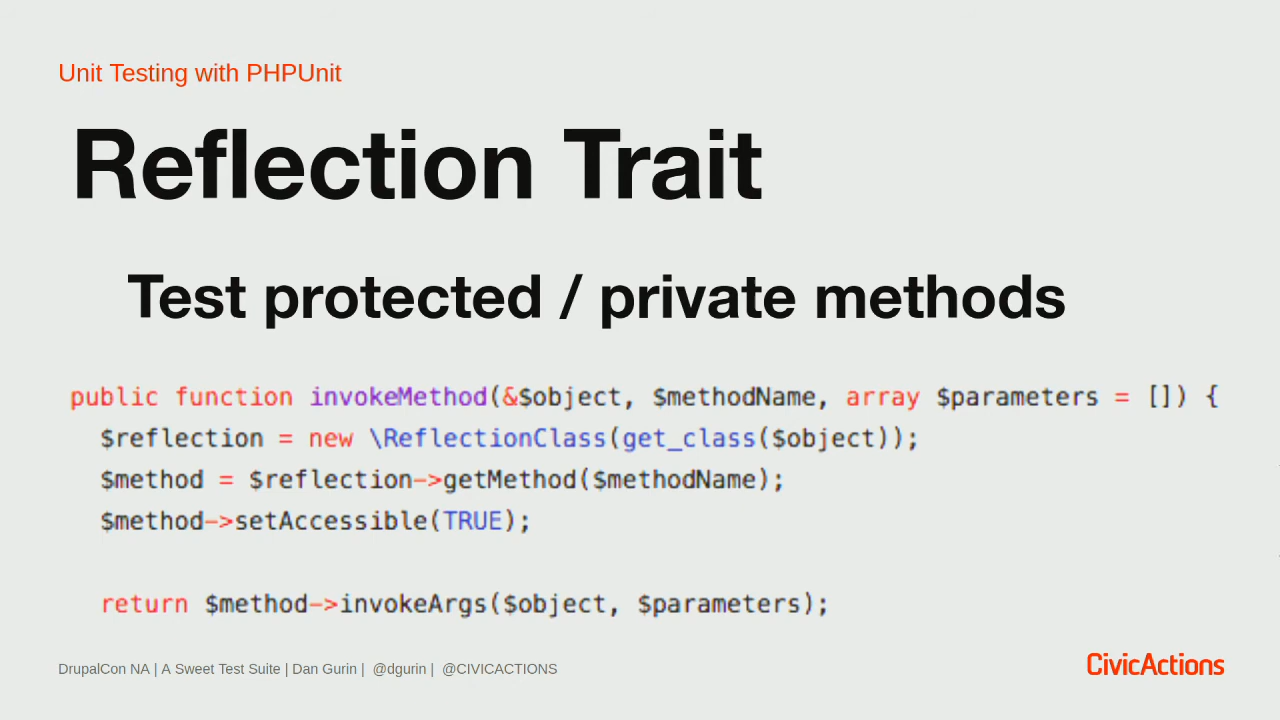 Unit Testing with PHPUnit
Reflection Trait
Test protected / private methods
public function invokeMethod(&$object, $methodName, array $parameters = []) {
  $reflection = new \ReflectionClass(get_class($object));
  $method = $reflection->getMethod($methodName);
  $method->setAccessible(TRUE);
  return $method->invokeArgs($object, $parameters);
DrupalCon NA | A Sweet Test Suite | Dan Gurin |  @dgurin |  @CIVICACTIONS
CivicActions